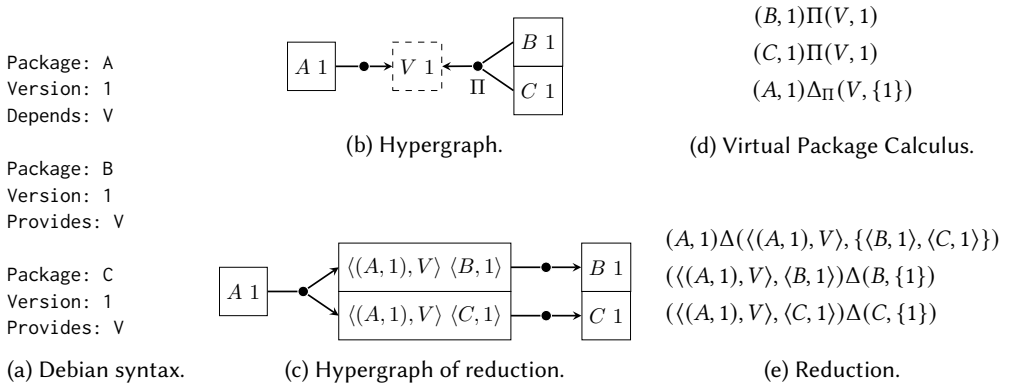 Package: A
Version: 1
Depends: V
Package: B
Version: 1
Provides: V
Package: C
Version: 1
Provides: V
(a) Debian syntax.
A 1
V 1
B 1
C 1
Π
(b) Hypergraph.
(B, 1)Π(V, 1)
(C, 1)Π(V, 1)
(A, 1)Δ_Π(V, {1})
(d) Virtual Package Calculus.
A 1
⟨(A, 1), V⟩ ⟨B, 1⟩
⟨(A, 1), V⟩ ⟨C, 1⟩
B 1
C 1
(c) Hypergraph of reduction.
(A, 1)Δ(⟨(A, 1), V⟩, {⟨B, 1⟩, ⟨C, 1⟩})
(⟨(A, 1), V⟩, ⟨B, 1⟩)Δ(B, {1})
(⟨(A, 1), V⟩, ⟨C, 1⟩)Δ(C, {1})
(e) Reduction.